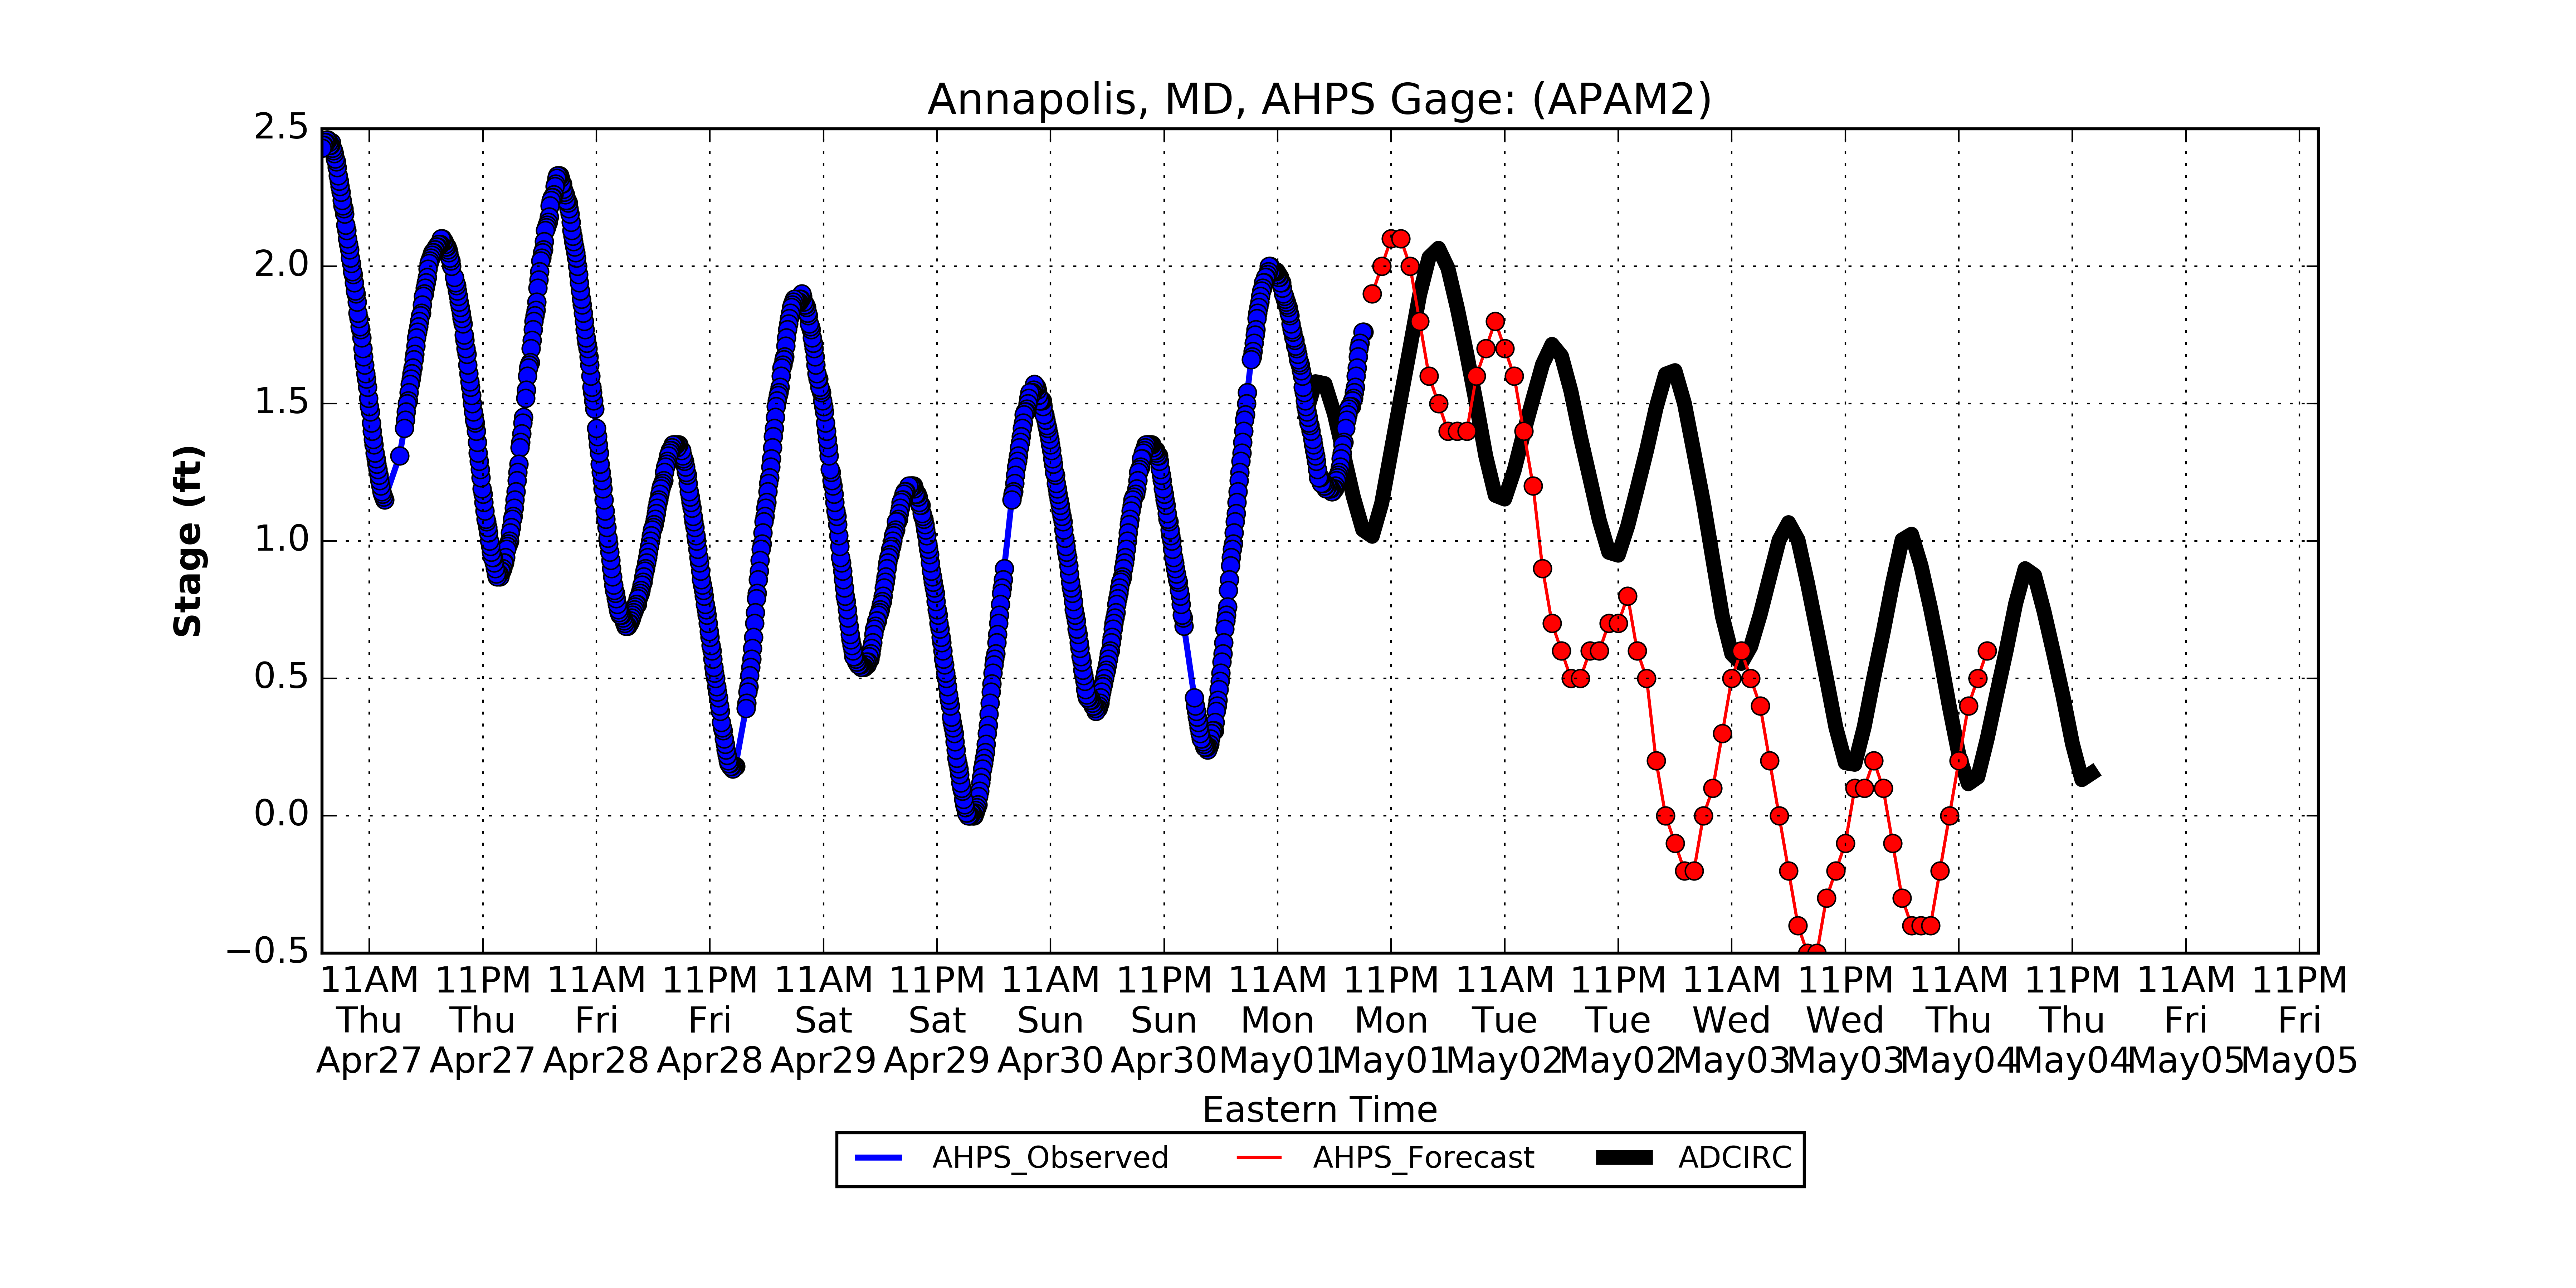 Annapolis, MD, AHPS Gage: (APAM2)
Stage (ft)
2.5
2.0
1.5
1.0
0.5
0.0
−0.5
11AM 11PM 11AM 11PM 11AM 11PM 11AM 11PM 11AM 11PM 11AM 11PM 11AM 11PM 11AM 11PM 11AM 11PM
Thu Thu Fri Fri Sat Sat Sun Sun Mon Mon Tue Tue Wed Wed Thu Thu Fri Fri
Apr27 Apr27 Apr28 Apr28 Apr29 Apr29 Apr30 Apr30 May01 May01 May02 May02 May03 May03 May04 May04 May05 May05
Eastern Time
AHPS_Observed AHPS_Forecast ADCIRC